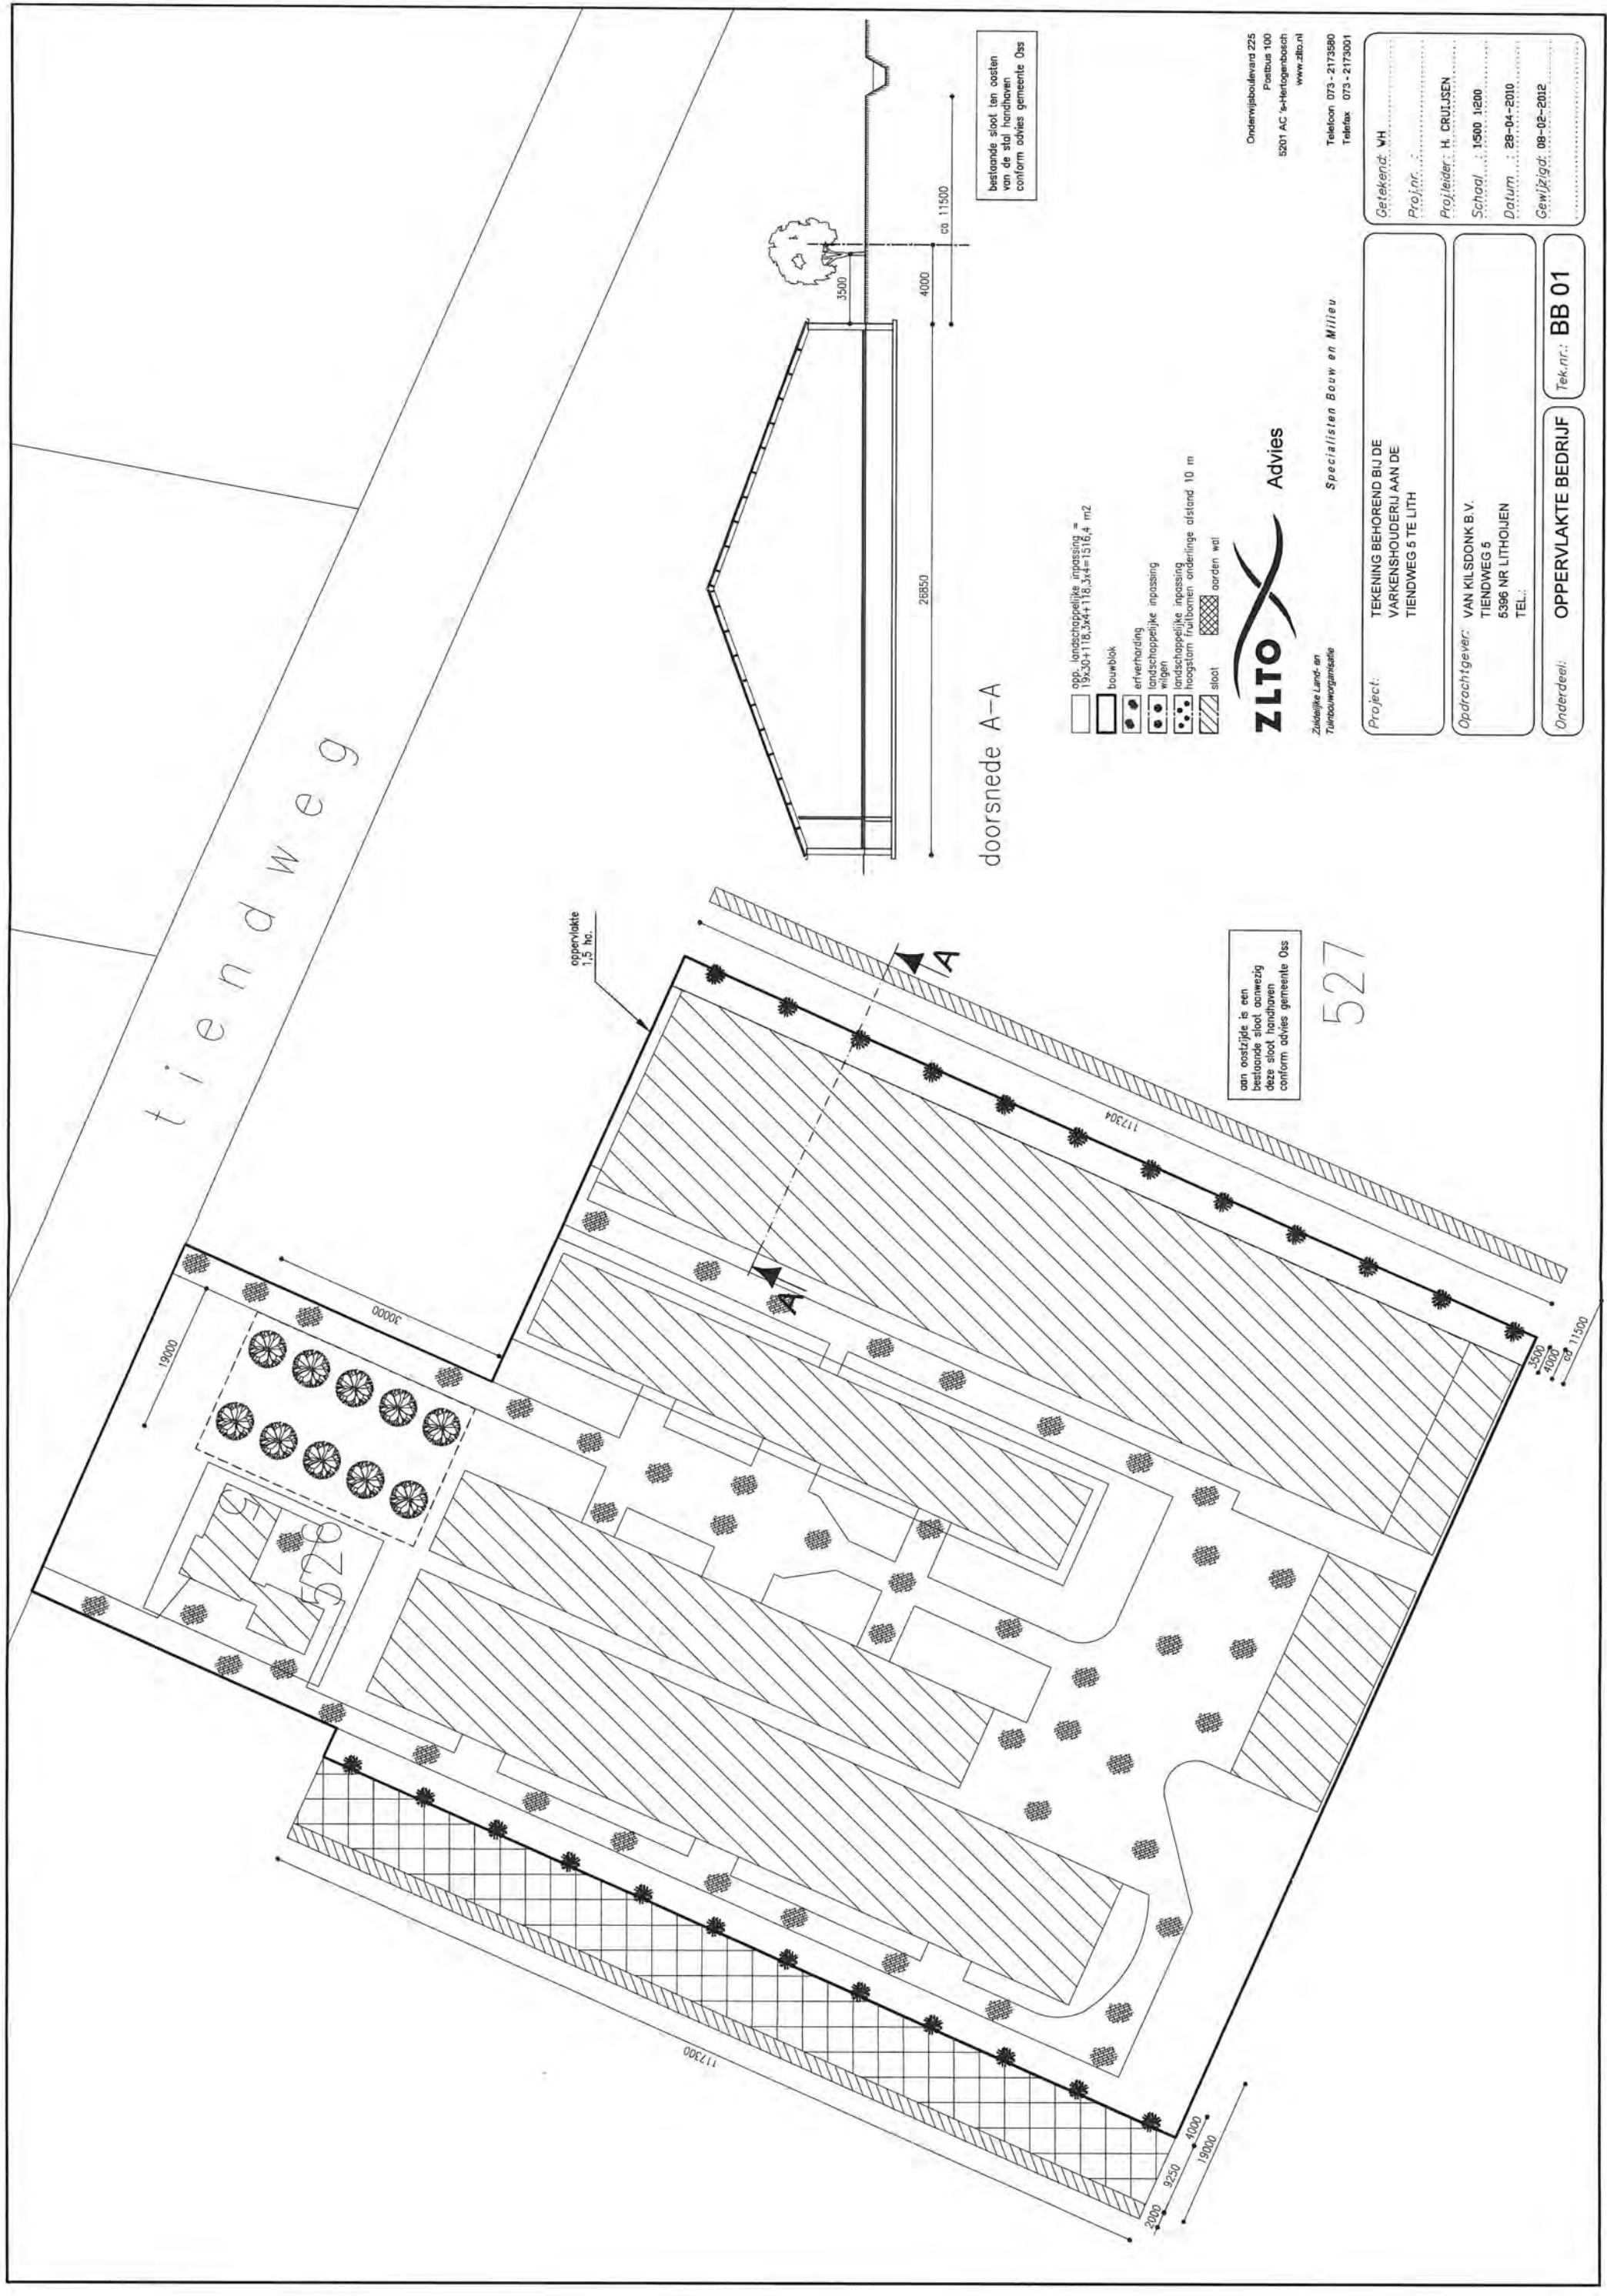 tiendweg
oppervlakte
1,5 ha.
19000
30000
526
117304
A
A
3500
4000
ca 11500
117300
2000
9250
4000
19000
aan oostzijde is een
bestaande sloot aanwezig
deze sloot handhaven
conform advies gemeente Oss
527
3500
4000
ca 11500
26850
doorsnede A-A
bestaande sloot ten oosten
van de stal handhaven
conform advies gemeente Oss
opp. landschappelijke inpassing =
19x30+118,3x4+118,3x4=1516,4 m2
bouwblok
erfverharding
landschappelijke inpassing
wilgen
landschappelijke inpassing
hoogstam fruitbomen onderlinge afstand 10 m
sloot
aarden wal
ZLTO Advies
Zuidelijke Land- en
Tuinbouworganisatie
Specialisten Bouw en Milieu
Onderwijsboulevard 225
Postbus 100
5201 AC 's-Hertogenbosch
www.zlto.nl
Telefoon 073 - 2173580
Telefax 073 - 2173001
Project: TEKENING BEHOREND BIJ DE
VARKENSHOUDERIJ AAN DE
TIENDWEG 5 TE LITH
Opdrachtgever: VAN KILSDONK B.V.
TIENDWEG 5
5396 NR LITHOIJEN
TEL.:
Onderdeel: OPPERVLAKTE BEDRIJF
Tek.nr.: BB 01
Getekend: WH
Proj.nr. :
Projleider: H. CRUIJSEN
Schaal : 1:500 1:200
Datum : 28-04-2010
Gewijzigd: 08-02-2012